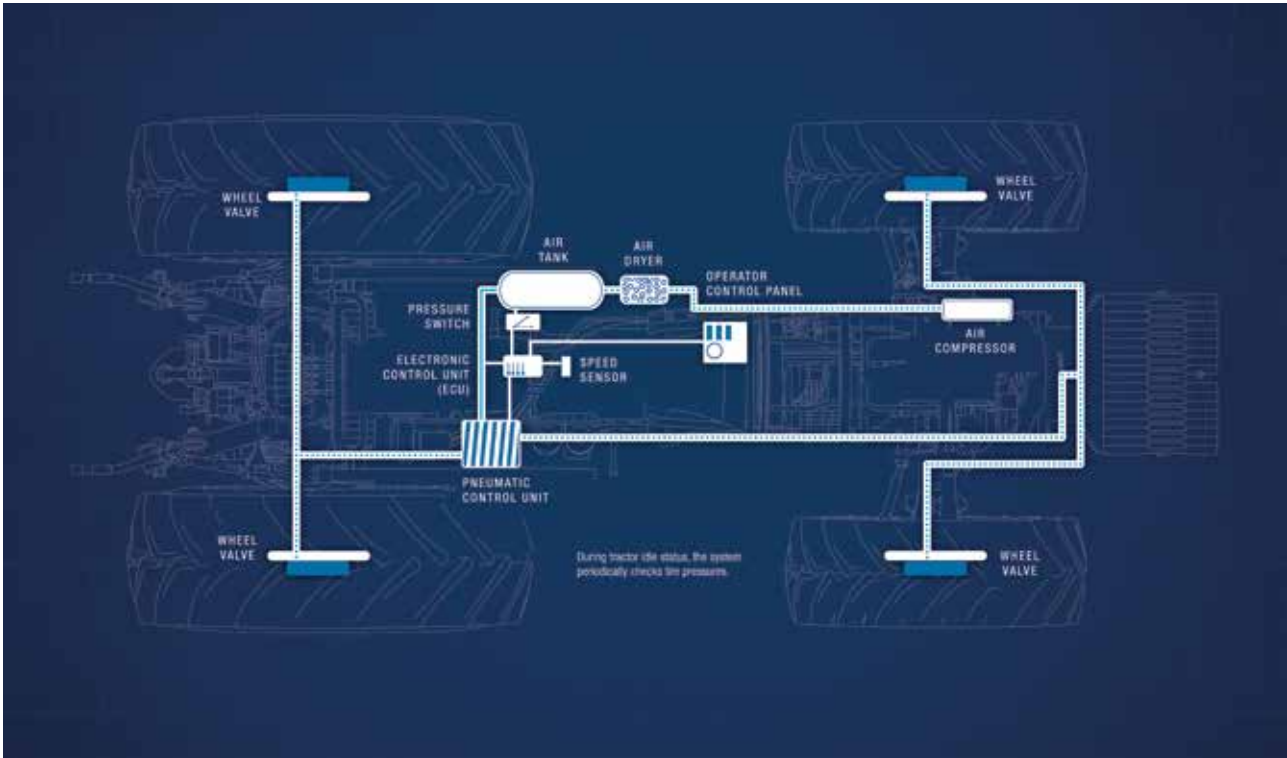 WHEEL
VALVE
WHEEL
VALVE
AIR
TANK
AIR
DRYER
OPERATOR
CONTROL PANEL
PRESSURE
SWITCH
AIR
COMPRESSOR
ELECTRONIC
CONTROL UNIT
(ECU)
SPEED
SENSOR
PNEUMATIC
CONTROL UNIT
WHEEL
VALVE
During tractor idle status, the system
periodically checks tire pressures.
WHEEL
VALVE